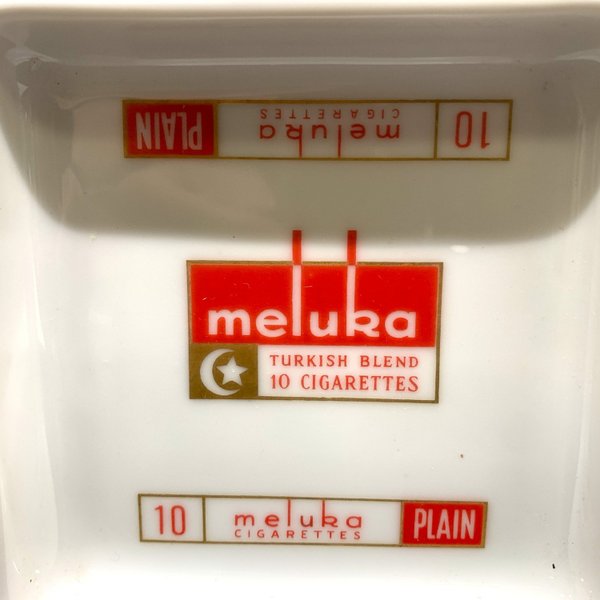 PLAIN meluka 10
CIGARETTES
meluka
TURKISH BLEND
10 CIGARETTES
10 meluka PLAIN
CIGARETTES